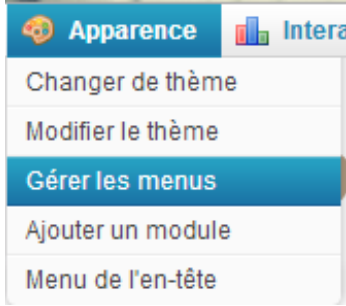 Apparence Intera
Changer de thème
Modifier le thème
Gérer les menus
Ajouter un module
Menu de l'en-tête